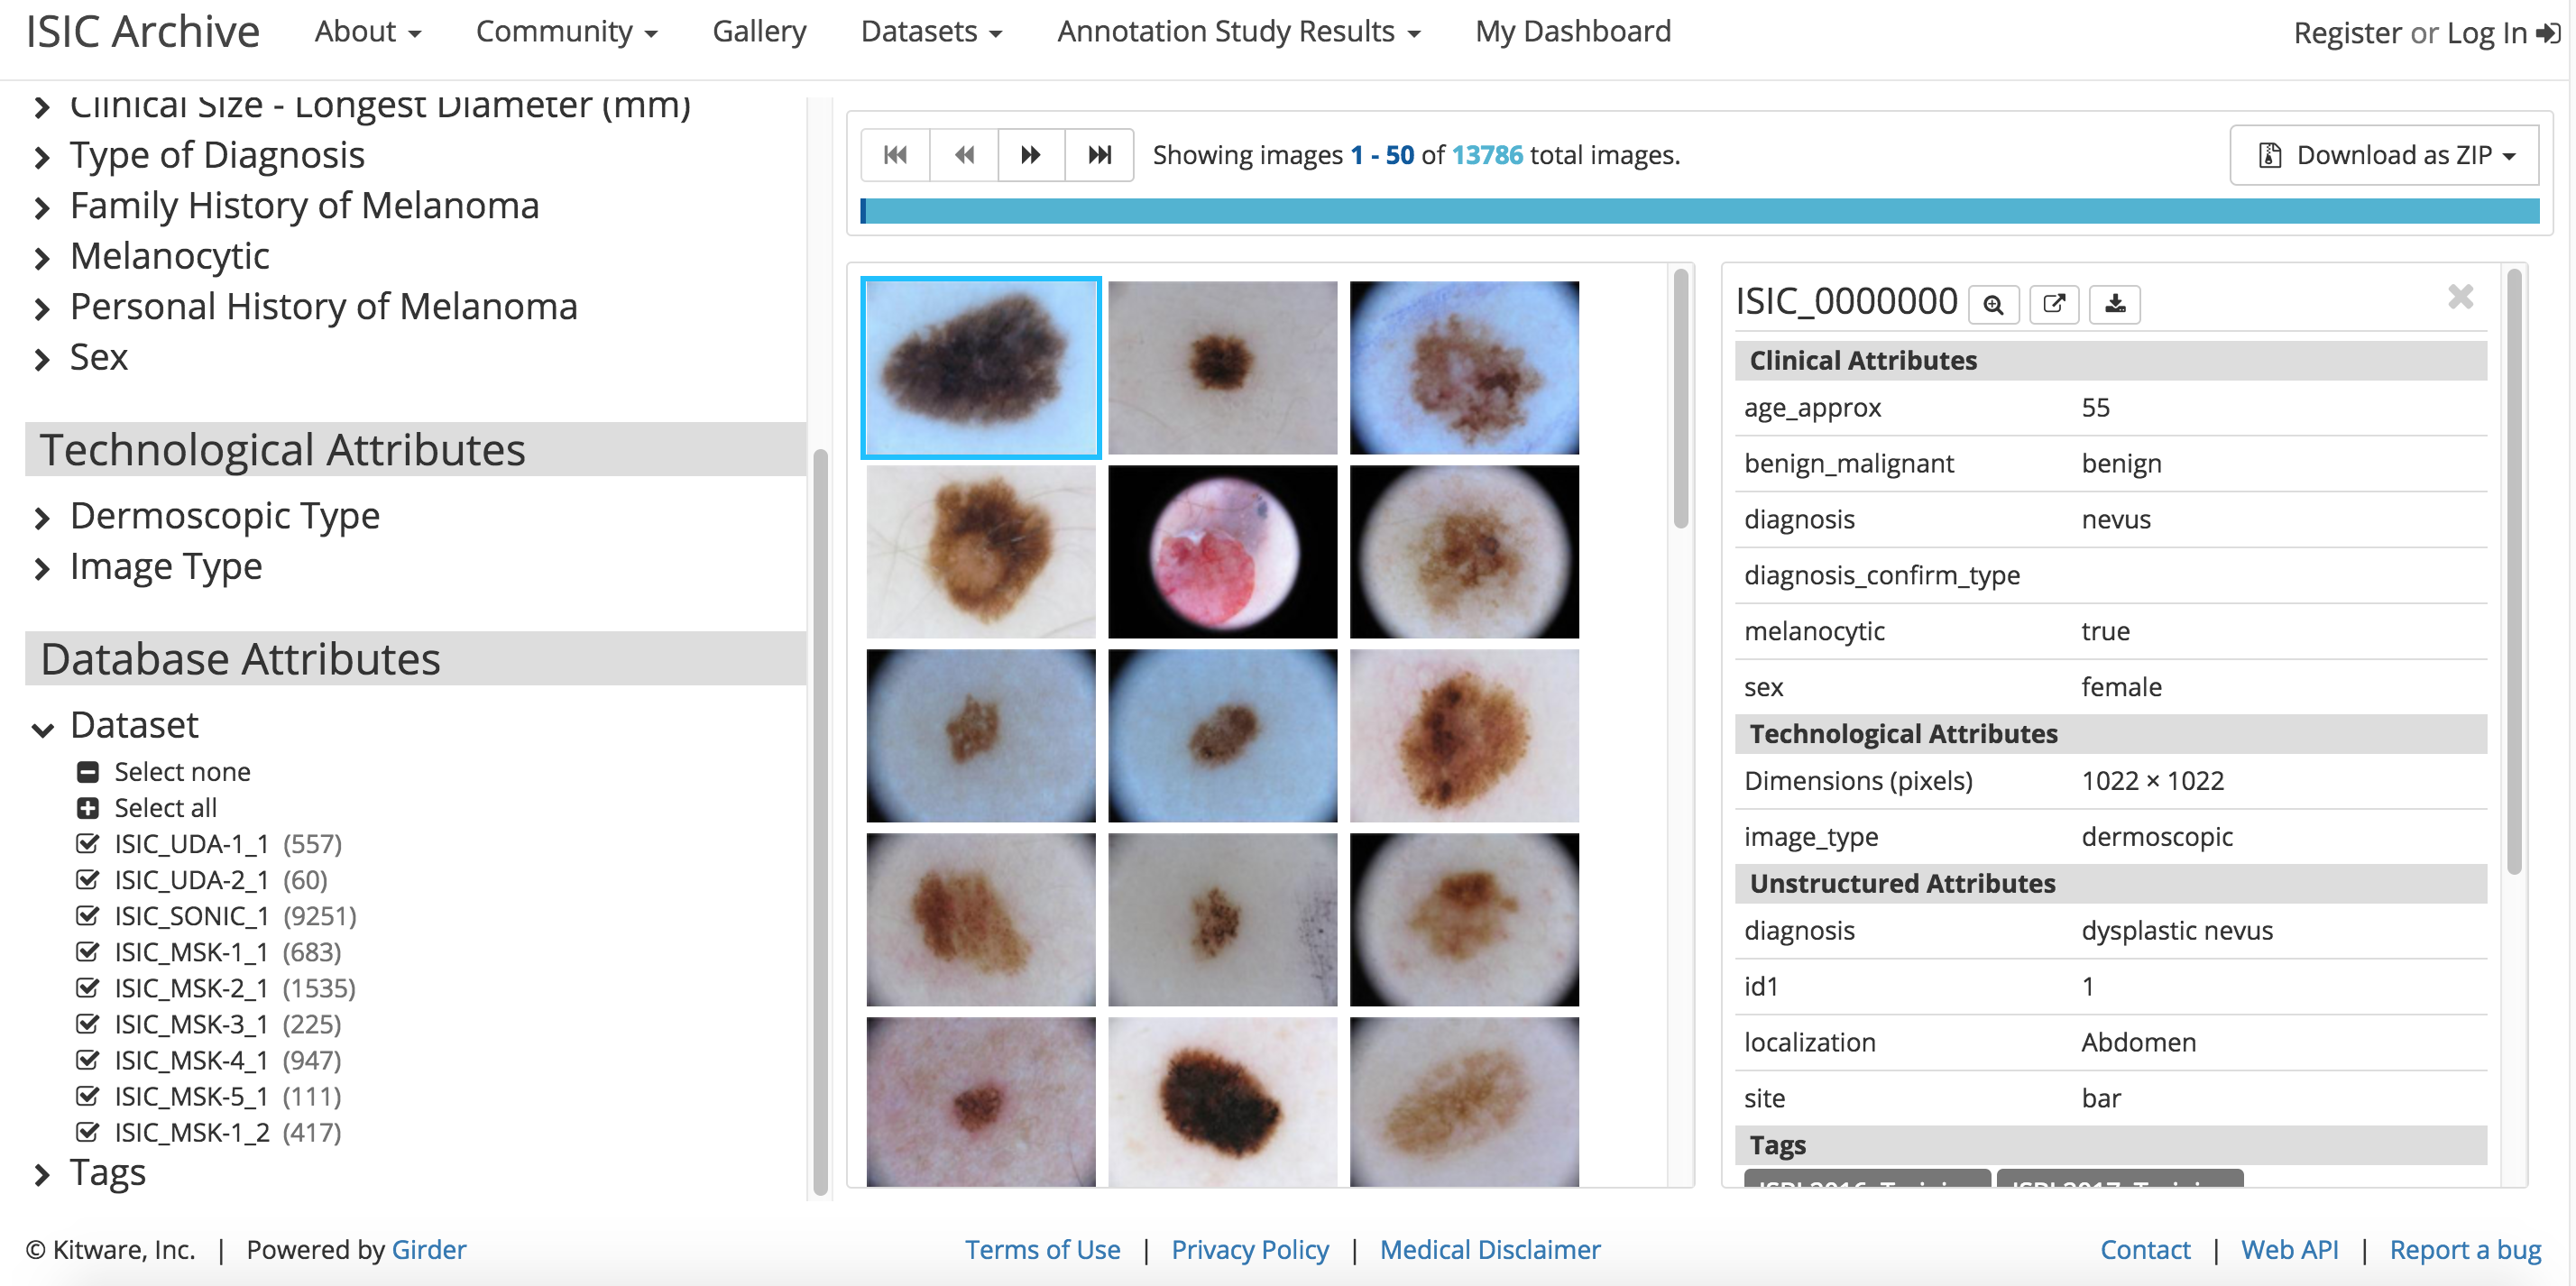 ISIC Archive About Community Gallery Datasets Annotation Study Results My Dashboard Register or Log In
Clinical Size - Longest Diameter (mm)
Type of Diagnosis
Family History of Melanoma
Melanocytic
Personal History of Melanoma
Sex
Technological Attributes
Dermoscopic Type
Image Type
Database Attributes
Dataset
Select none
Select all
ISIC_UDA-1_1 (557)
ISIC_UDA-2_1 (60)
ISIC_SONIC_1 (9251)
ISIC_MSK-1_1 (683)
ISIC_MSK-2_1 (1535)
ISIC_MSK-3_1 (225)
ISIC_MSK-4_1 (947)
ISIC_MSK-5_1 (111)
ISIC_MSK-1_2 (417)
Tags
Showing images 1 - 50 of 13786 total images.
Download as ZIP
ISIC_0000000
Clinical Attributes
age_approx 55
benign_malignant benign
diagnosis nevus
diagnosis_confirm_type
melanocytic true
sex female
Technological Attributes
Dimensions (pixels) 1022 × 1022
image_type dermoscopic
Unstructured Attributes
diagnosis dysplastic nevus
id1 1
localization Abdomen
site bar
Tags
© Kitware, Inc. | Powered by Girder
Terms of Use | Privacy Policy | Medical Disclaimer
Contact | Web API | Report a bug